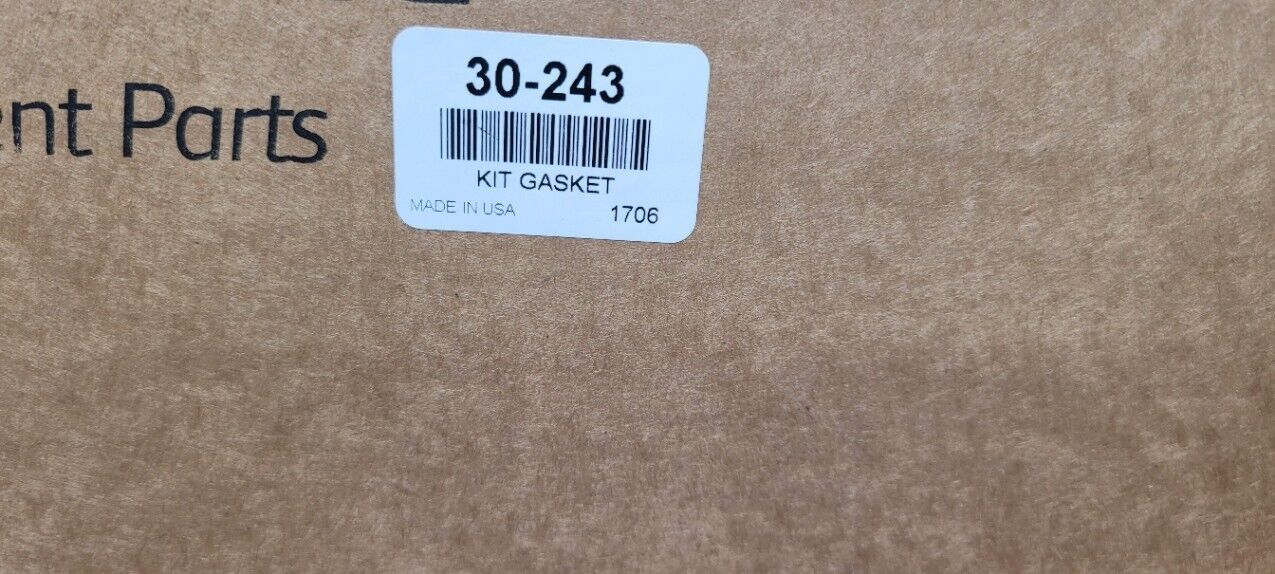 ent Parts
30-243
KIT GASKET
MADE IN USA 1706